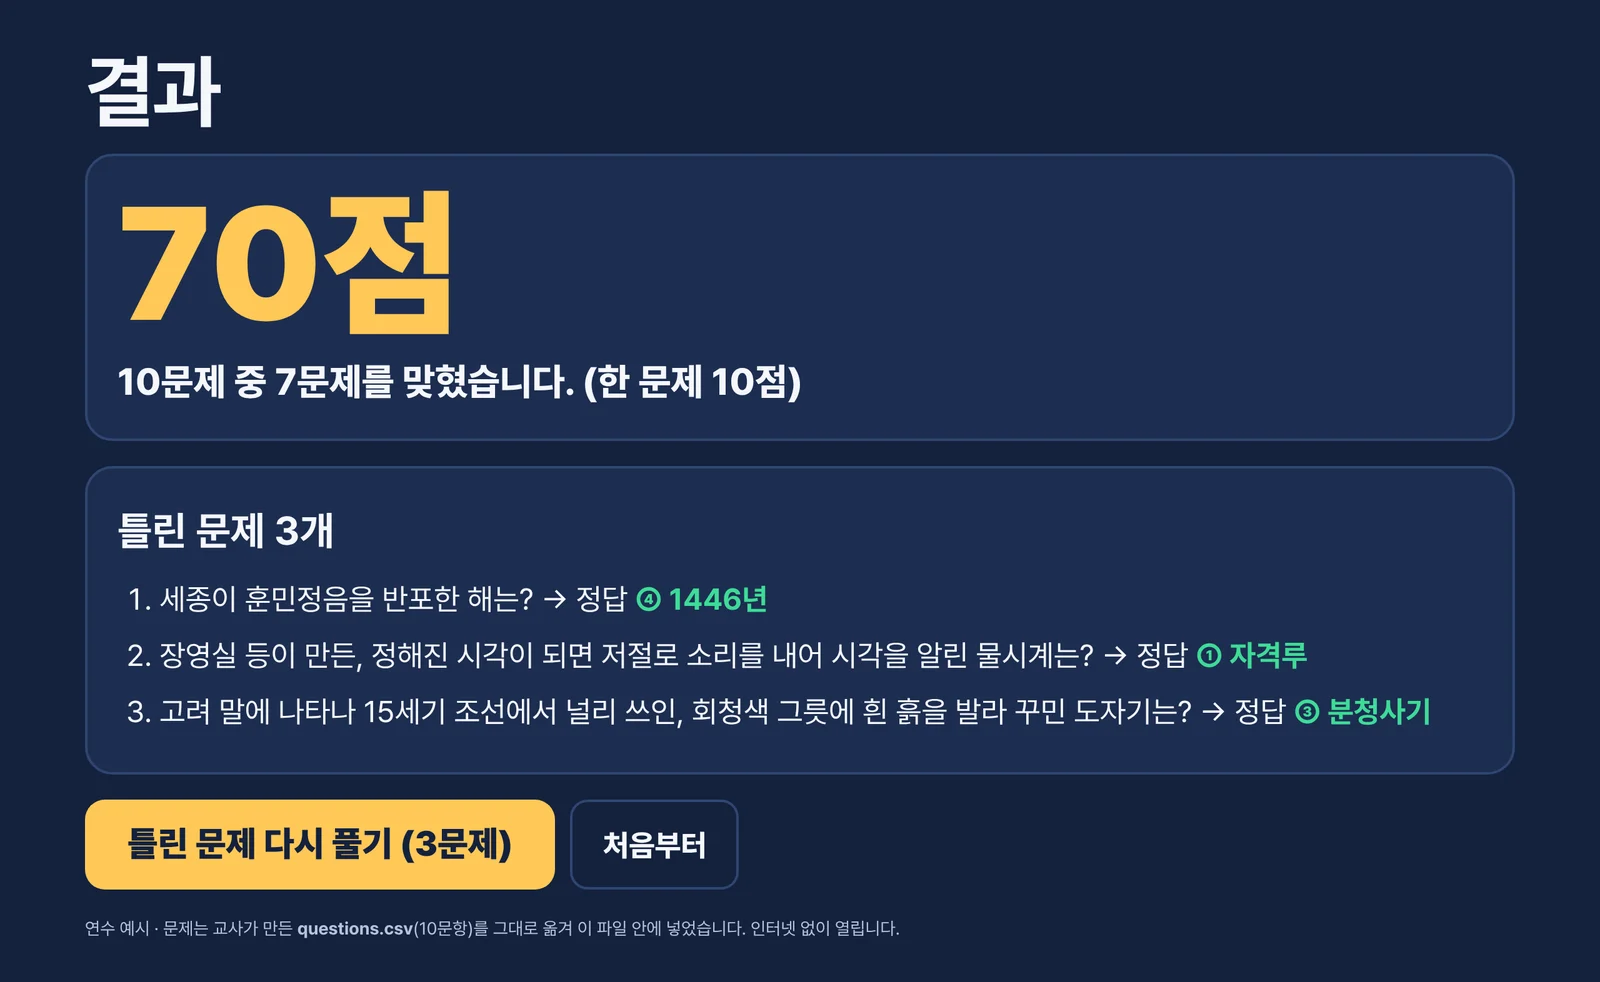 결과
70점
10문제 중 7문제를 맞혔습니다. (한 문제 10점)
틀린 문제 3개
1. 세종이 훈민정음을 반포한 해는? → 정답 ④ 1446년
2. 장영실 등이 만든, 정해진 시각이 되면 저절로 소리를 내어 시각을 알린 물시계는? → 정답 ① 자격루
3. 고려 말에 나타나 15세기 조선에서 널리 쓰인, 회청색 그릇에 흰 흙을 발라 꾸민 도자기는? → 정답 ③ 분청사기
틀린 문제 다시 풀기 (3문제)
처음부터
연수 예시 · 문제는 교사가 만든 questions.csv(10문항)를 그대로 옮겨 이 파일 안에 넣었습니다. 인터넷 없이 열립니다.